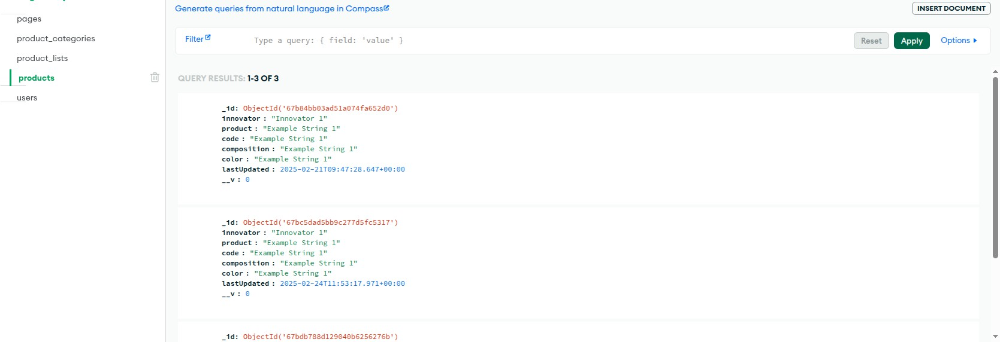 Generate queries from natural language in Compass
INSERT DOCUMENT
pages
product_categories
product_lists
products
users
Filter
Type a query: { field: 'value' }
Reset
Apply
Options
QUERY RESULTS: 1-3 OF 3
_id: ObjectId('67b84bb03ad51a074fa652d0')
innovator : "Innovator 1"
product : "Example String 1"
code : "Example String 1"
composition : "Example String 1"
color : "Example String 1"
lastUpdated : 2025-02-21T09:47:28.647+00:00
__v : 0
_id: ObjectId('67bc5dad5bb9c277d5fc5317')
innovator : "Innovator 1"
product : "Example String 1"
code : "Example String 1"
composition : "Example String 1"
color : "Example String 1"
lastUpdated : 2025-02-24T11:53:17.971+00:00
__v : 0
_id: ObjectId('67bdb788d129040b6256276b')